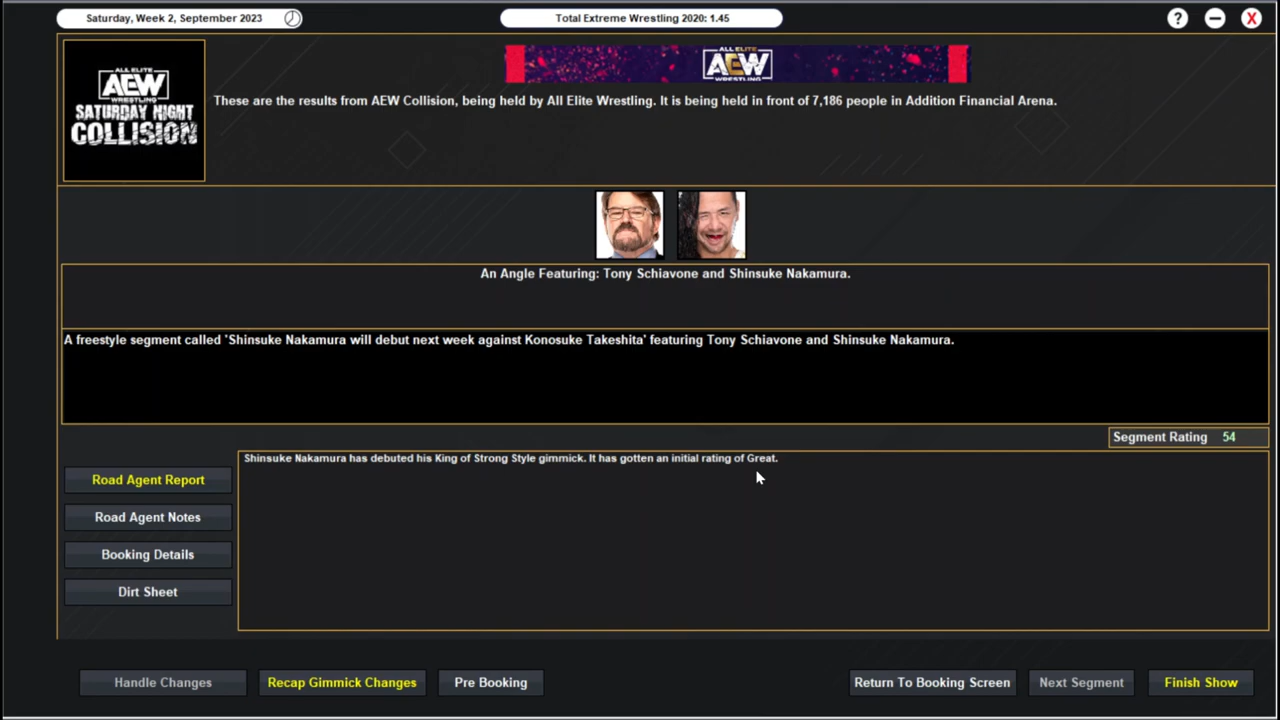 Saturday, Week 2, September 2023
Total Extreme Wrestling 2020: 1.45
?
X
ALL ELITE
AEW
WRESTLING
SATURDAY NIGHT
COLLISION
ALL ELITE
AEW
WRESTLING
These are the results from AEW Collision, being held by All Elite Wrestling. It is being held in front of 7,186 people in Addition Financial Arena.
An Angle Featuring: Tony Schiavone and Shinsuke Nakamura.
A freestyle segment called 'Shinsuke Nakamura will debut next week against Konosuke Takeshita' featuring Tony Schiavone and Shinsuke Nakamura.
Segment Rating 54
Shinsuke Nakamura has debuted his King of Strong Style gimmick. It has gotten an initial rating of Great.
Road Agent Report
Road Agent Notes
Booking Details
Dirt Sheet
Handle Changes
Recap Gimmick Changes
Pre Booking
Return To Booking Screen
Next Segment
Finish Show